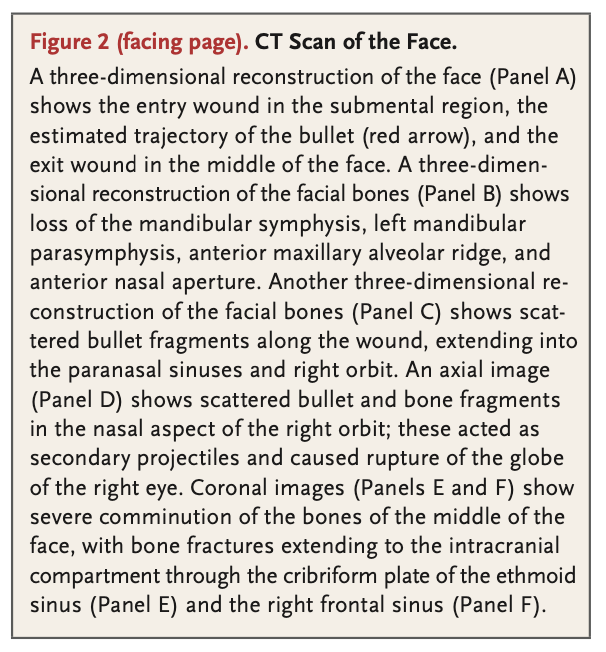 Figure 2 (facing page). CT Scan of the Face.
A three-dimensional reconstruction of the face (Panel A)
shows the entry wound in the submental region, the
estimated trajectory of the bullet (red arrow), and the
exit wound in the middle of the face. A three-dimen-
sional reconstruction of the facial bones (Panel B) shows
loss of the mandibular symphysis, left mandibular
parasymphysis, anterior maxillary alveolar ridge, and
anterior nasal aperture. Another three-dimensional re-
construction of the facial bones (Panel C) shows scat-
tered bullet fragments along the wound, extending into
the paranasal sinuses and right orbit. An axial image
(Panel D) shows scattered bullet and bone fragments
in the nasal aspect of the right orbit; these acted as
secondary projectiles and caused rupture of the globe
of the right eye. Coronal images (Panels E and F) show
severe comminution of the bones of the middle of the
face, with bone fractures extending to the intracranial
compartment through the cribriform plate of the ethmoid
sinus (Panel E) and the right frontal sinus (Panel F).